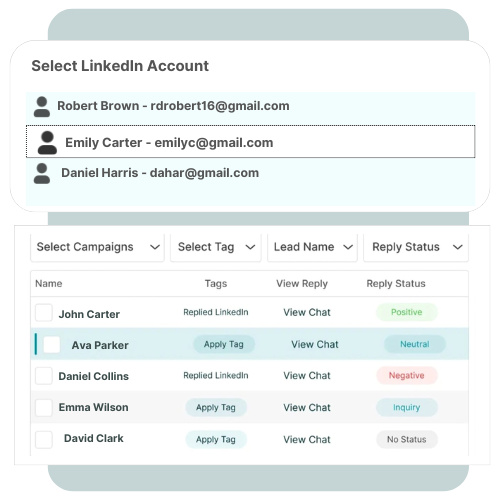 Select LinkedIn Account
Robert Brown - rdrobert16@gmail.com
Emily Carter - emilyc@gmail.com
Daniel Harris - dahar@gmail.com
Select Campaigns Select Tag Lead Name Reply Status
Name Tags View Reply Reply Status
John Carter Replied LinkedIn View Chat Positive
Ava Parker Apply Tag View Chat Neutral
Daniel Collins Replied LinkedIn View Chat Negative
Emma Wilson Apply Tag View Chat Inquiry
David Clark Apply Tag View Chat No Status